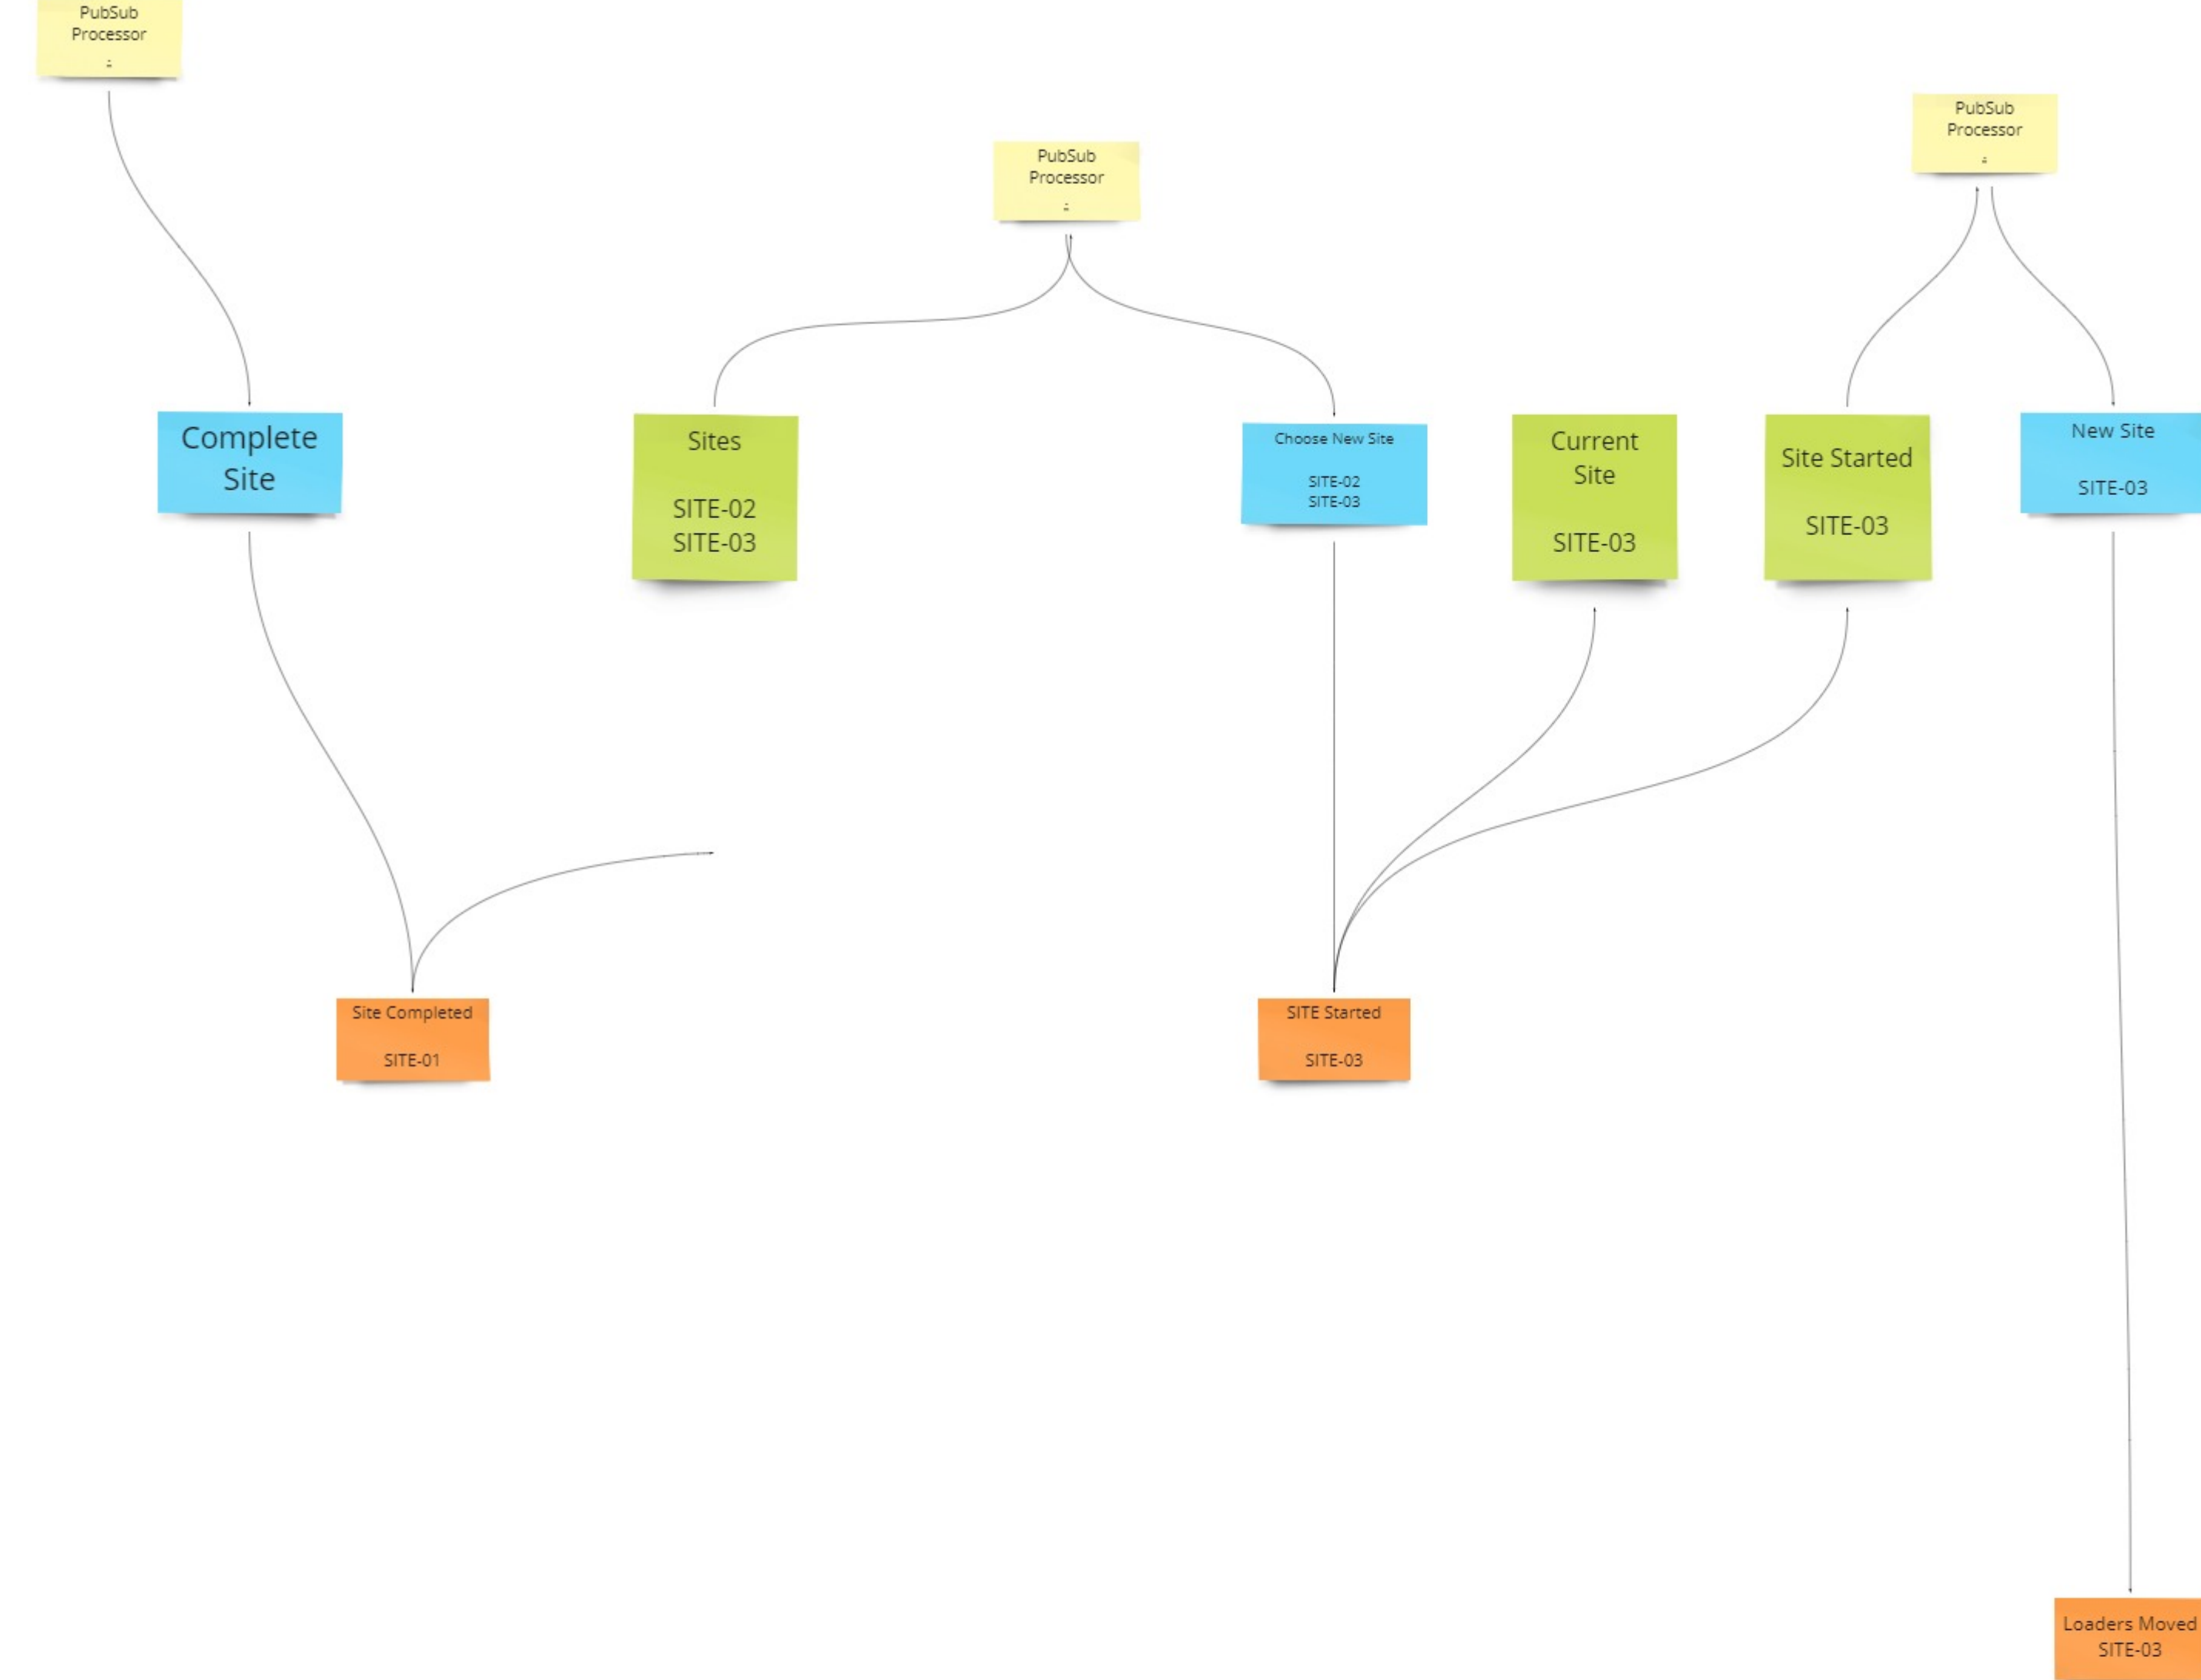 PubSub
Processor
PubSub
Processor
PubSub
Processor
Complete
Site
Sites
SITE-02
SITE-03
Choose New Site
SITE-02
SITE-03
Current
Site
SITE-03
Site Started
SITE-03
New Site
SITE-03
Site Completed
SITE-01
SITE Started
SITE-03
Loaders Moved
SITE-03